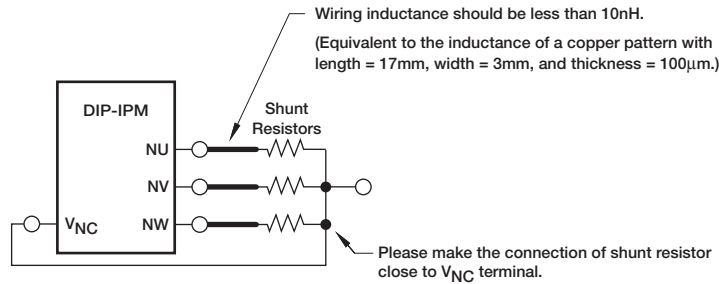 Wiring inductance should be less than 10nH.
(Equivalent to the inductance of a copper pattern with
length = 17mm, width = 3mm, and thickness = 100μm.)
DIP-IPM
Shunt
Resistors
NU
NV
VNC
NW
Please make the connection of shunt resistor
close to VNC terminal.